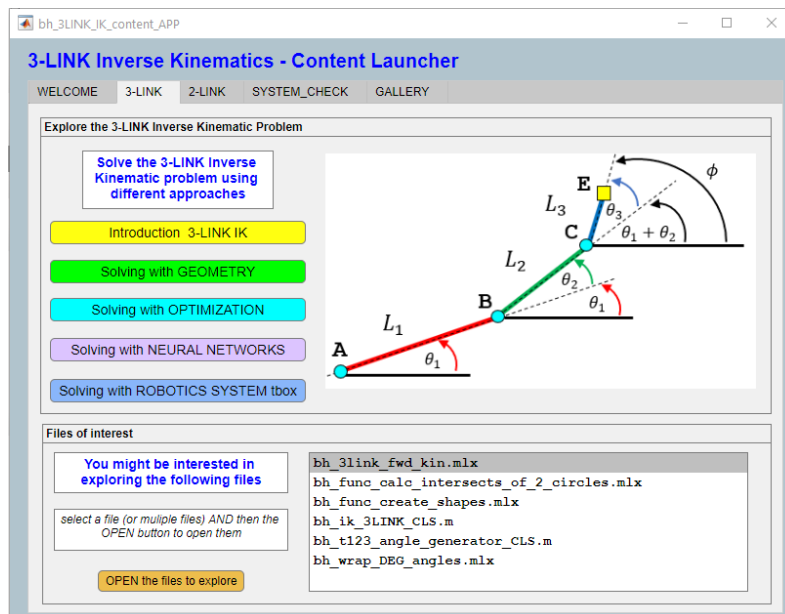 bh_3LINK_IK_content_APP
3-LINK Inverse Kinematics - Content Launcher
WELCOME 3-LINK 2-LINK SYSTEM_CHECK GALLERY
Explore the 3-LINK Inverse Kinematic Problem
Solve the 3-LINK Inverse
Kinematic problem using
different approaches
Introduction 3-LINK IK
Solving with GEOMETRY
Solving with OPTIMIZATION
Solving with NEURAL NETWORKS
Solving with ROBOTICS SYSTEM tbox
E
ϕ
L₃
θ₃
C
θ₁ + θ₂
L₂
θ₂
B
θ₁
L₁
A
θ₁
Files of interest
You might be interested in
exploring the following files
select a file (or muliple files) AND then the
OPEN button to open them
OPEN the files to explore
bh_3link_fwd_kin.mlx
bh_func_calc_intersects_of_2_circles.mlx
bh_func_create_shapes.mlx
bh_ik_3LINK_CLS.m
bh_t123_angle_generator_CLS.m
bh_wrap_DEG_angles.mlx